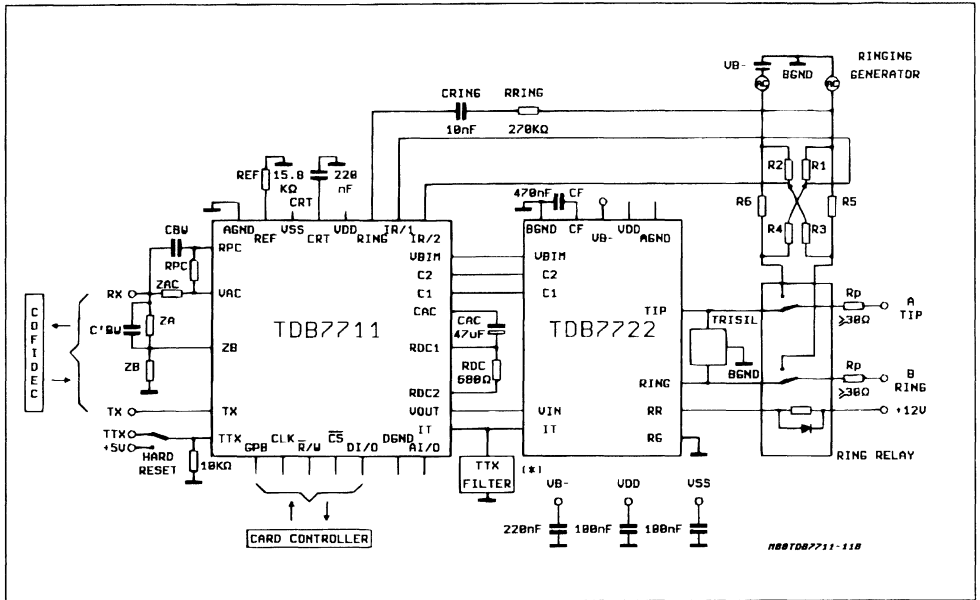 VB-
BGND
RINGING
GENERATOR
AC
AC
CRING
RRING
10nF
270KΩ
REF
15.8
KΩ
CRT
220
nF
R2
R1
R6
R5
R4
R3
470nF
CF
AGND
REF
VSS
CRT
VDD
RING
IR/1
IR/2
BGND
CF
VB-
VDD
AGND
CBW
RPC
RPC
ZAC
RX
VAC
C'BW
ZA
ZB
ZB
COFIDEC
TX
TX
TTX
+5V
TTX
HARD
RESET
10KΩ
TDB7711
VBIM
C2
C1
CAC
RDC1
RDC2
VOUT
IT
CAC
47uF
RDC
680Ω
VBIM
C2
C1
TDB7722
TIP
RING
VIN
IT
RR
RG
TRISIL
BGND
Rp
≥30Ω
A
TIP
Rp
≥30Ω
B
RING
+12V
RING RELAY
GPB
CLK
R/W
CS
DI/O
DGND
AI/O
CARD CONTROLLER
TTX
FILTER
(*)
VB-
VDD
VSS
220nF
100nF
100nF
M88TDB7711-11B